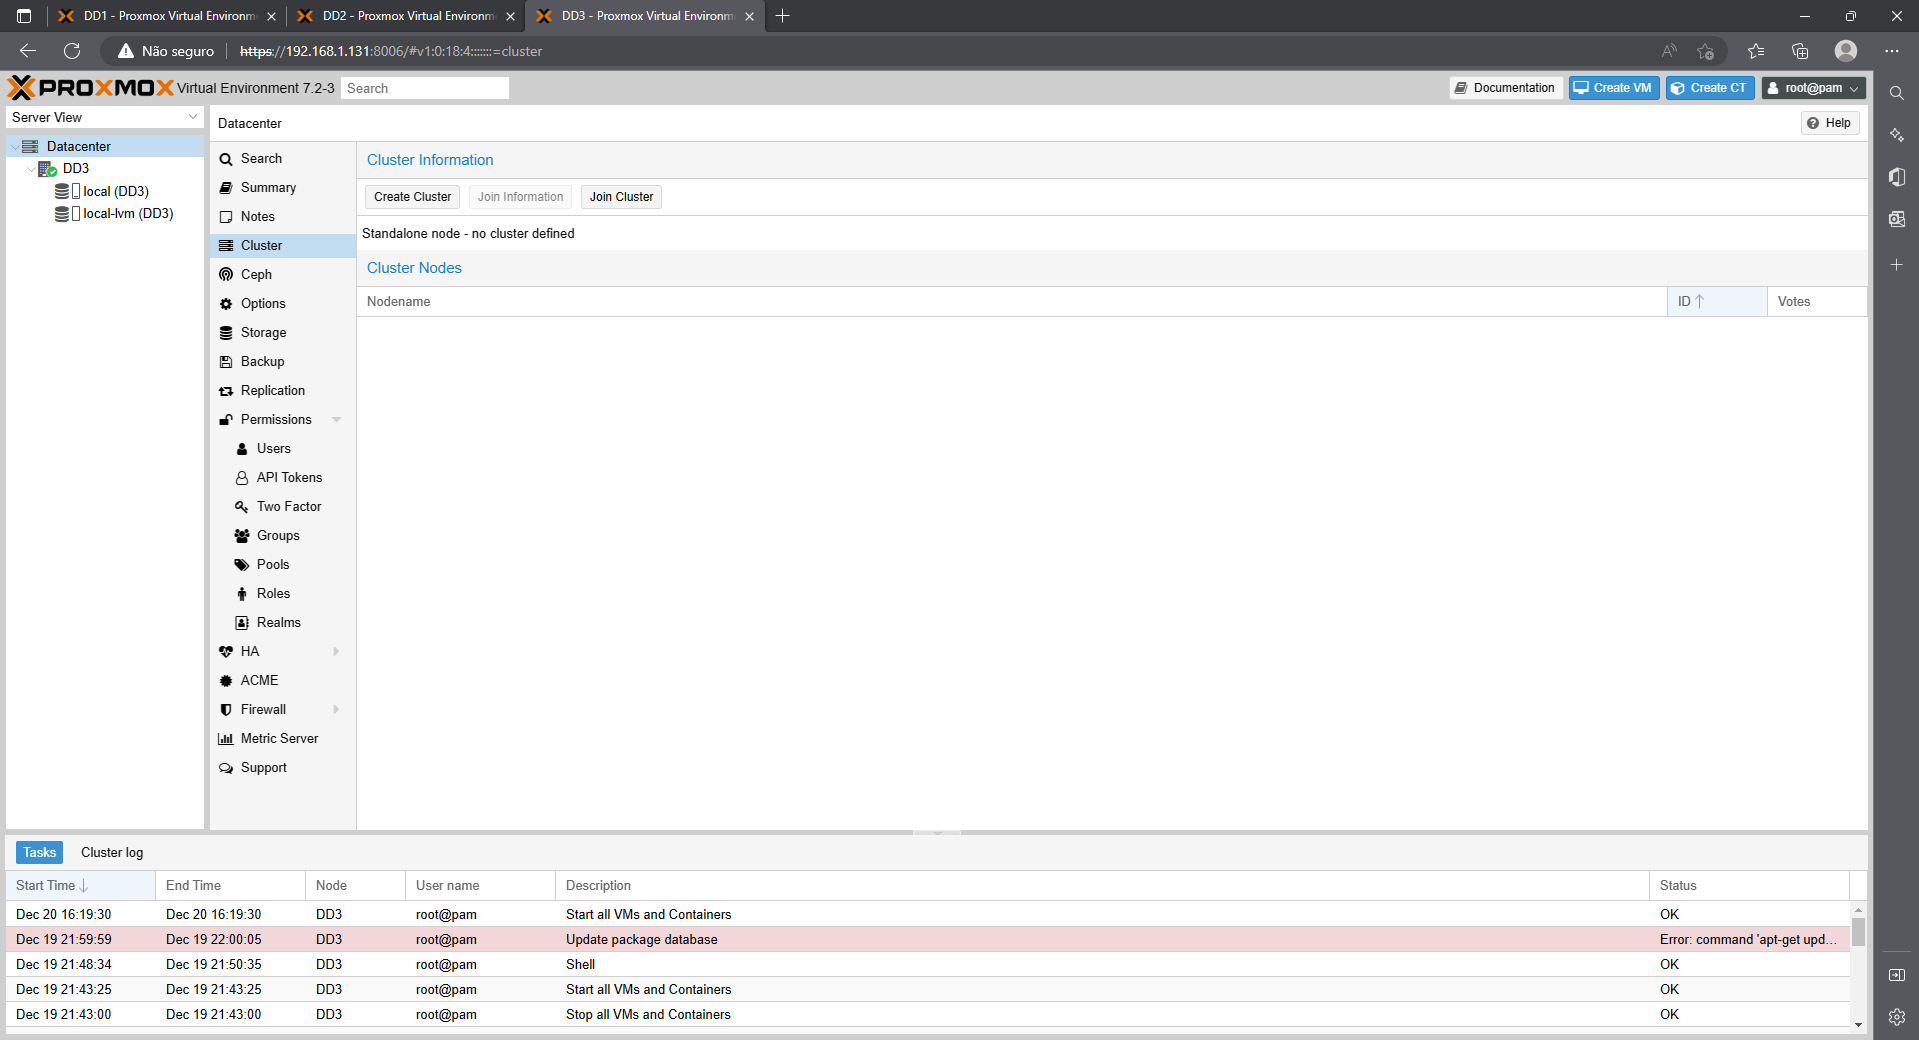 DD1 - Proxmox Virtual Environm
DD2 - Proxmox Virtual Environm
DD3 - Proxmox Virtual Environm
Não seguro
https://192.168.1.131:8006/#v1:0:18:4:::::::=cluster
PROXMOX Virtual Environment 7.2-3
Search
Documentation
Create VM
Create CT
root@pam
Server View
Datacenter
DD3
local (DD3)
local-lvm (DD3)
Datacenter
Help
Search
Summary
Notes
Cluster
Ceph
Options
Storage
Backup
Replication
Permissions
Users
API Tokens
Two Factor
Groups
Pools
Roles
Realms
HA
ACME
Firewall
Metric Server
Support
Cluster Information
Create Cluster
Join Information
Join Cluster
Standalone node - no cluster defined
Cluster Nodes
Nodename ID Votes
Tasks
Cluster log
Start Time End Time Node User name Description Status
Dec 20 16:19:30 Dec 20 16:19:30 DD3 root@pam Start all VMs and Containers OK
Dec 19 21:59:59 Dec 19 22:00:05 DD3 root@pam Update package database Error: command 'apt-get upd...
Dec 19 21:48:34 Dec 19 21:50:35 DD3 root@pam Shell OK
Dec 19 21:43:25 Dec 19 21:43:25 DD3 root@pam Start all VMs and Containers OK
Dec 19 21:43:00 Dec 19 21:43:00 DD3 root@pam Stop all VMs and Containers OK